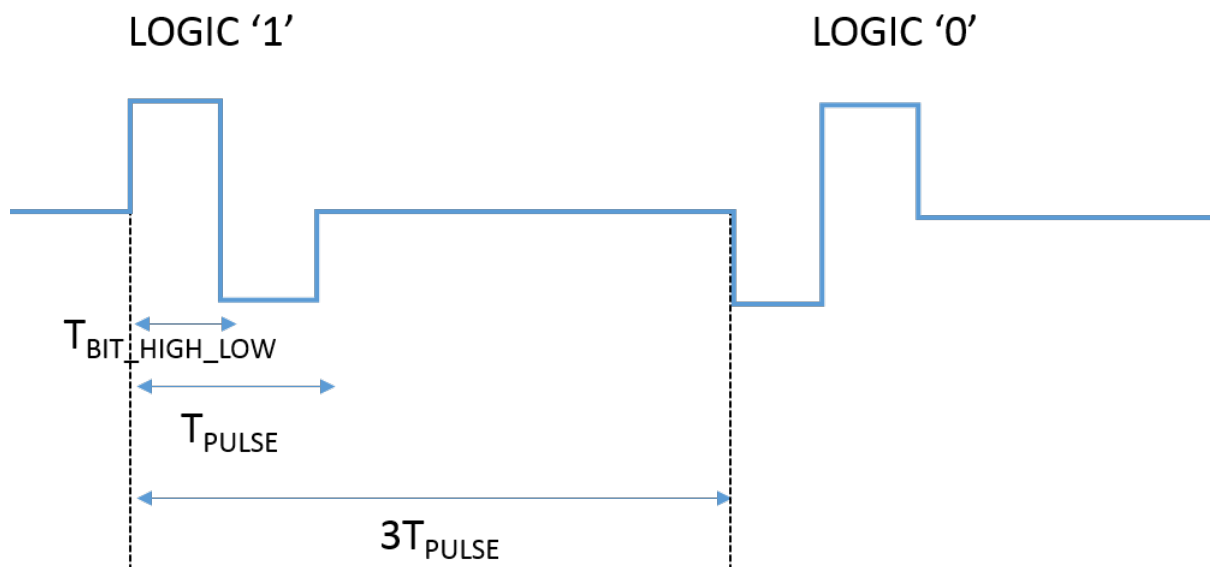 LOGIC ‘1’
LOGIC ‘0’
TBIT_HIGH_LOW
TPULSE
3TPULSE